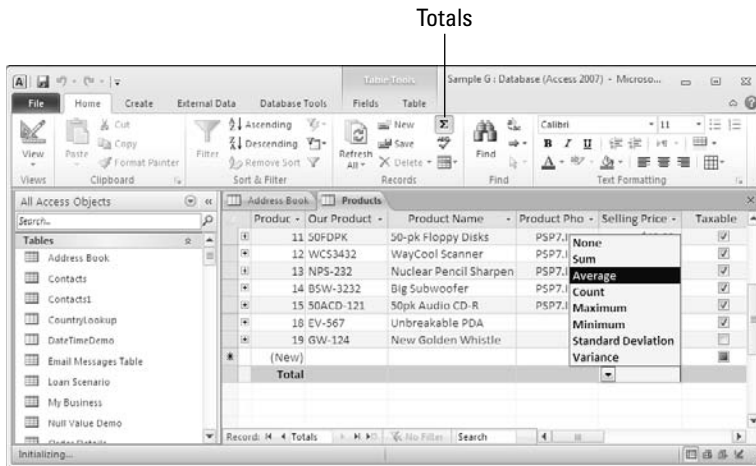 Totals
Table Tools
Sample G : Database (Access 2007) - Microso...
File Home Create External Data Database Tools Fields Table
View
Paste
Cut
Copy
Format Painter
Filter
Ascending
Descending
Remove Sort
Refresh All
New
Save
Delete
Find
Calibri 11
B I U
Views Clipboard Sort & Filter Records Find Text Formatting
All Access Objects
Search..
Tables
Address Book
Contacts
Contacts1
CountryLookup
DateTimeDemo
Email Messages Table
Loan Scenario
My Business
Null Value Demo
Order Details
Address Book Products
Produc Our Product Product Name Product Pho Selling Price Taxable
11 50FDPK 50-pk Floppy Disks PSP7.I
12 WCS3432 WayCool Scanner PSP7.I
13 NPS-232 Nuclear Pencil Sharpen PSP7.I
14 BSW-3232 Big Subwoofer PSP7.I
15 50ACD-121 50pk Audio CD-R PSP7.I
18 EV-567 Unbreakable PDA
19 GW-124 New Golden Whistle
(New)
Total
None
Sum
Average
Count
Maximum
Minimum
Standard Deviation
Variance
Record: Totals No Filter Search
Initializing...